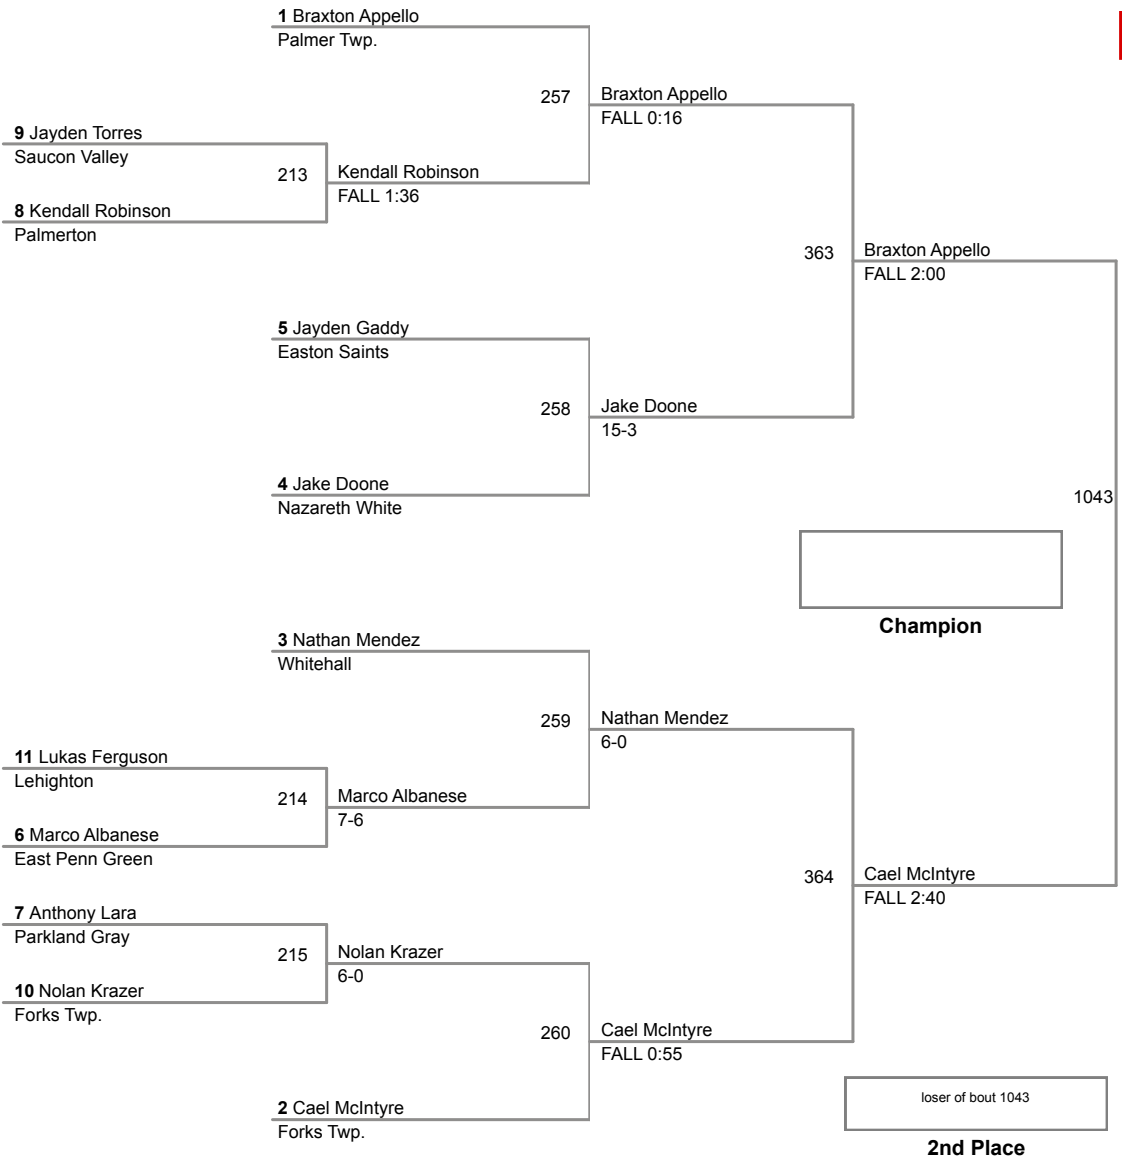 1 Braxton Appello
Palmer Twp.
257
Braxton Appello
FALL 0:16
9 Jayden Torres
Saucon Valley
213
Kendall Robinson
FALL 1:36
8 Kendall Robinson
Palmerton
363
Braxton Appello
FALL 2:00
5 Jayden Gaddy
Easton Saints
258
Jake Doone
15-3
4 Jake Doone
Nazareth White
1043
Champion
3 Nathan Mendez
Whitehall
259
Nathan Mendez
6-0
11 Lukas Ferguson
Lehighton
214
Marco Albanese
7-6
6 Marco Albanese
East Penn Green
364
Cael McIntyre
FALL 2:40
7 Anthony Lara
Parkland Gray
215
Nolan Krazer
6-0
10 Nolan Krazer
Forks Twp.
260
Cael McIntyre
FALL 0:55
2 Cael McIntyre
Forks Twp.
loser of bout 1043
2nd Place